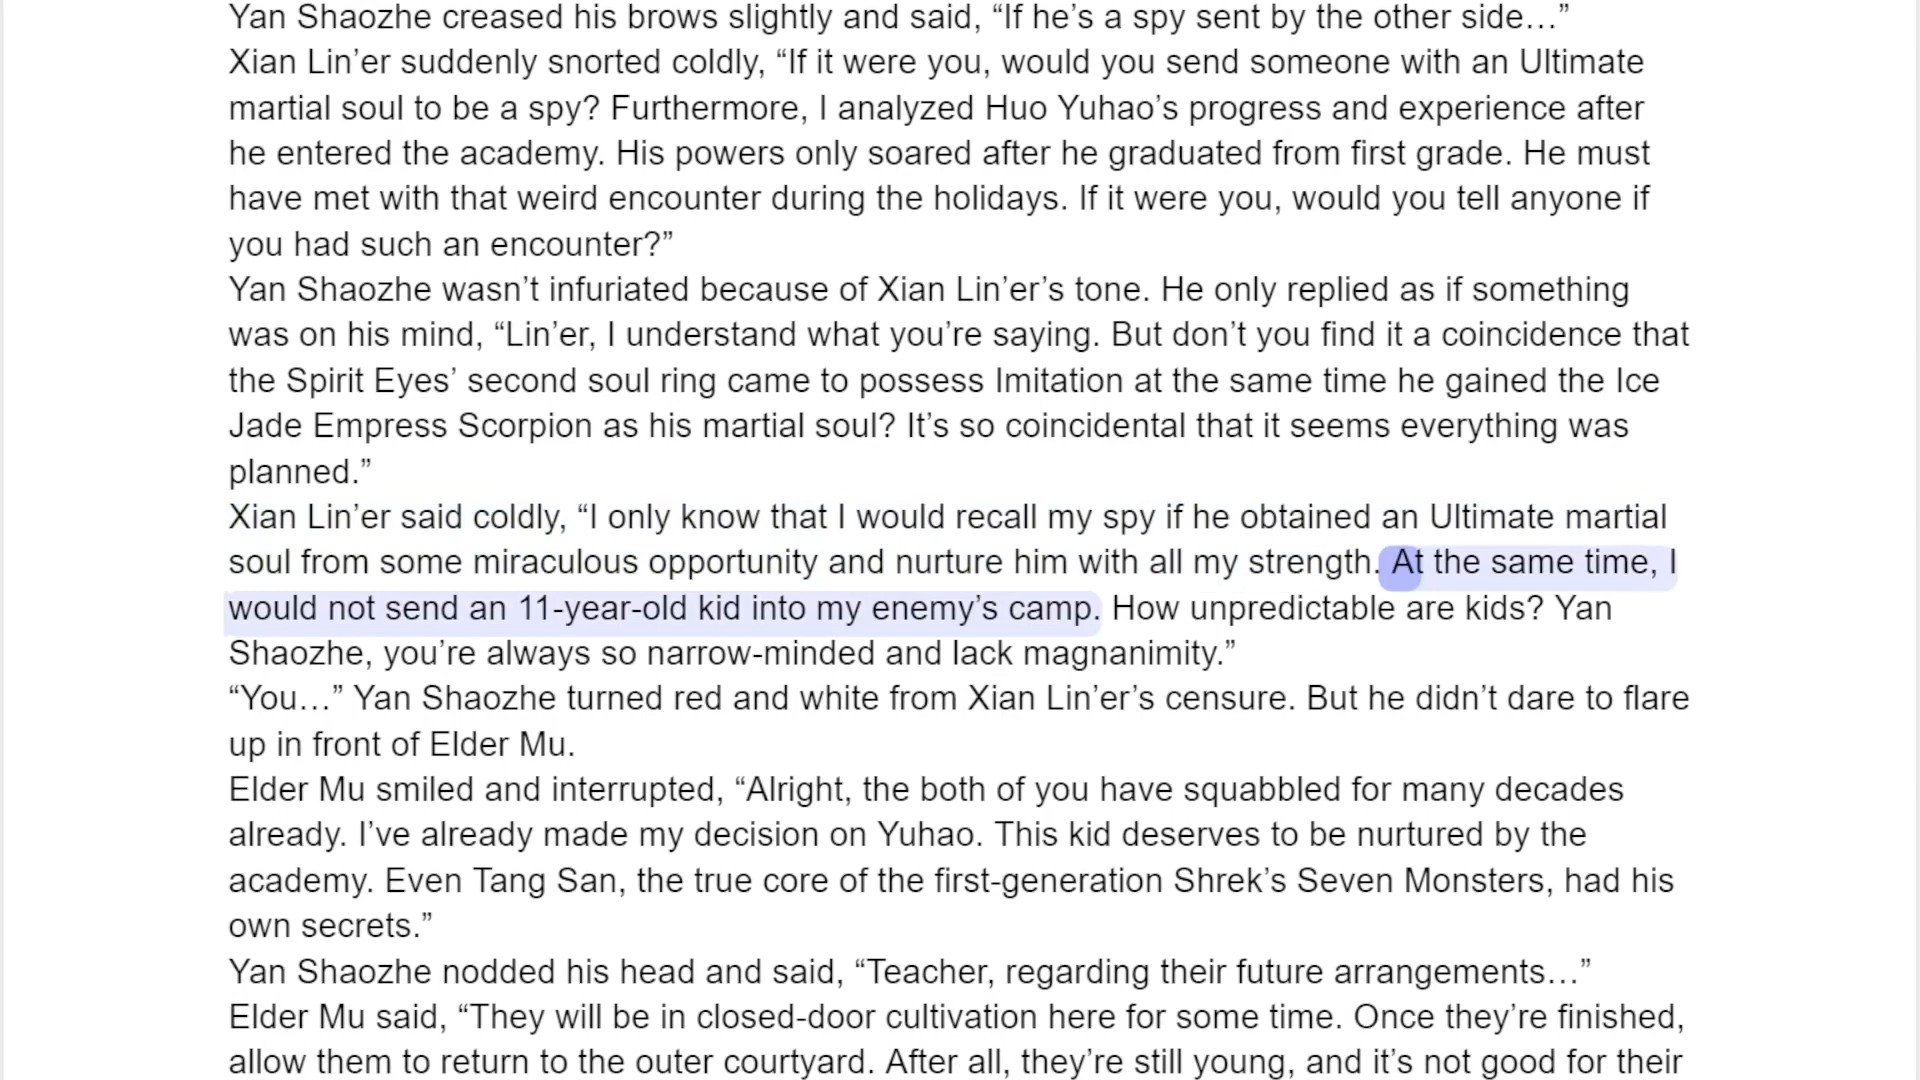 Yan Shaozhe creased his brows slightly and said, “If he’s a spy sent by the other side…”
Xian Lin’er suddenly snorted coldly, “If it were you, would you send someone with an Ultimate
martial soul to be a spy? Furthermore, I analyzed Huo Yuhao’s progress and experience after
he entered the academy. His powers only soared after he graduated from first grade. He must
have met with that weird encounter during the holidays. If it were you, would you tell anyone if
you had such an encounter?”
Yan Shaozhe wasn’t infuriated because of Xian Lin’er’s tone. He only replied as if something
was on his mind, “Lin’er, I understand what you’re saying. But don’t you find it a coincidence that
the Spirit Eyes’ second soul ring came to possess Imitation at the same time he gained the Ice
Jade Empress Scorpion as his martial soul? It’s so coincidental that it seems everything was
planned.”
Xian Lin’er said coldly, “I only know that I would recall my spy if he obtained an Ultimate martial
soul from some miraculous opportunity and nurture him with all my strength. At the same time, I
would not send an 11-year-old kid into my enemy’s camp. How unpredictable are kids? Yan
Shaozhe, you’re always so narrow-minded and lack magnanimity.”
“You…” Yan Shaozhe turned red and white from Xian Lin’er’s censure. But he didn’t dare to flare
up in front of Elder Mu.
Elder Mu smiled and interrupted, “Alright, the both of you have squabbled for many decades
already. I’ve already made my decision on Yuhao. This kid deserves to be nurtured by the
academy. Even Tang San, the true core of the first-generation Shrek’s Seven Monsters, had his
own secrets.”
Yan Shaozhe nodded his head and said, “Teacher, regarding their future arrangements…”
Elder Mu said, “They will be in closed-door cultivation here for some time. Once they’re finished,
allow them to return to the outer courtyard. After all, they’re still young, and it’s not good for their